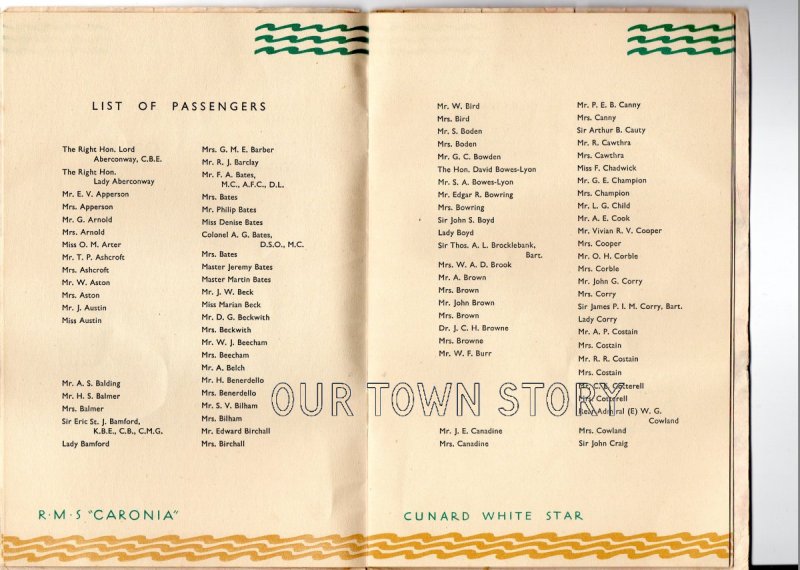 LIST OF PASSENGERS
The Right Hon. Lord
Aberconway, C.B.E.
The Right Hon.
Lady Aberconway
Mr. E. V. Apperson
Mrs. Apperson
Mr. G. Arnold
Mrs. Arnold
Miss O. M. Arter
Mr. T. P. Ashcroft
Mrs. Ashcroft
Mr. W. Aston
Mrs. Aston
Mr. J. Austin
Miss Austin
Mr. A. S. Balding
Mr. H. S. Balmer
Mrs. Balmer
Sir Eric St. J. Bamford,
K.B.E., C.B., C.M.G.
Lady Bamford
Mrs. G. M. E. Barber
Mr. R. J. Barclay
Mr. F. A. Bates,
M.C., A.F.C., D.L.
Mrs. Bates
Mr. Philip Bates
Miss Denise Bates
Colonel A. G. Bates,
D.S.O., M.C.
Mrs. Bates
Master Jeremy Bates
Master Martin Bates
Mr. J. W. Beck
Miss Marian Beck
Mr. D. G. Beckwith
Mrs. Beckwith
Mr. W. J. Beecham
Mrs. Beecham
Mr. A. Belch
Mr. H. Benerdello
Mrs. Benerdello
Mr. S. V. Bilham
Mrs. Bilham
Mr. Edward Birchall
Mrs. Birchall
R·M·S "CARONIA"
Mr. W. Bird
Mrs. Bird
Mr. S. Boden
Mrs. Boden
Mr. G. C. Bowden
The Hon. David Bowes-Lyon
Mr. S. A. Bowes-Lyon
Mr. Edgar R. Bowring
Mrs. Bowring
Sir John S. Boyd
Lady Boyd
Sir Thos. A. L. Brocklebank,
Bart.
Mrs. W. A. D. Brook
Mr. A. Brown
Mrs. Brown
Mr. John Brown
Mrs. Brown
Dr. J. C. H. Browne
Mrs. Browne
Mr. W. F. Burr
Mr. J. E. Canadine
Mrs. Canadine
Mr. P. E. B. Canny
Mrs. Canny
Sir Arthur B. Cauty
Mr. R. Cawthra
Mrs. Cawthra
Miss F. Chadwick
Mr. G. E. Champion
Mrs. Champion
Mr. L. G. Child
Mr. A. E. Cook
Mr. Vivian R. V. Cooper
Mrs. Cooper
Mr. O. H. Corble
Mrs. Corble
Mr. John G. Corry
Mrs. Corry
Sir James P. I. M. Corry, Bart.
Lady Corry
Mr. A. P. Costain
Mrs. Costain
Mr. R. R. Costain
Mrs. Costain
Mr. C. B. Cotterell
Mrs. Cotterell
Rear-Admiral (E) W. G.
Cowland
Mrs. Cowland
Sir John Craig
CUNARD WHITE STAR
OUR TOWN STORY